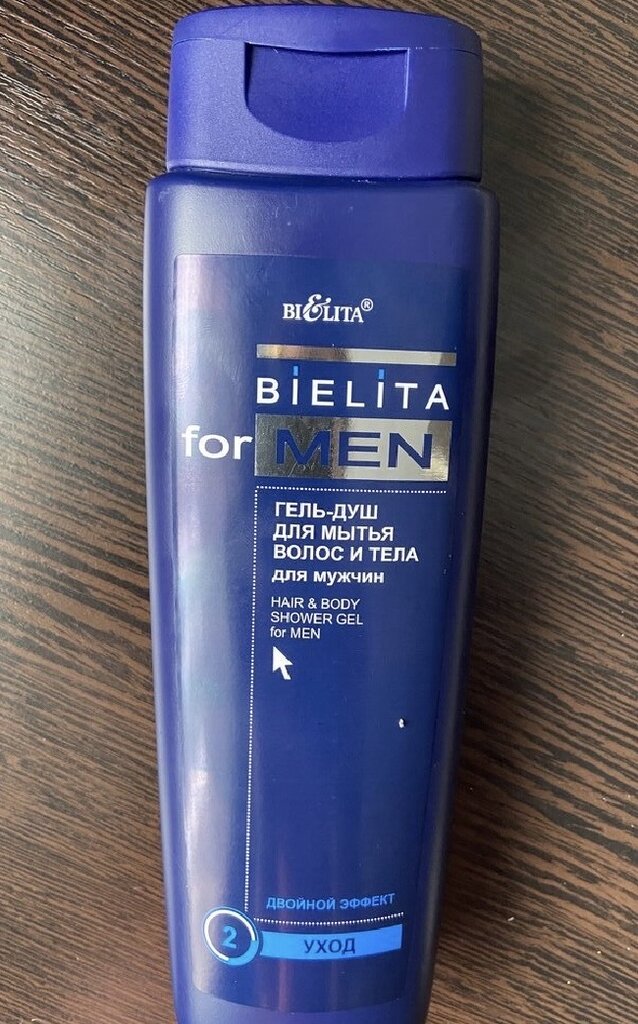 BIELITA®
BiELiTA
for MEN
ГЕЛЬ-ДУШ
ДЛЯ МЫТЬЯ
ВОЛОС И ТЕЛА
для мужчин
HAIR & BODY
SHOWER GEL
for MEN
ДВОЙНОЙ ЭФФЕКТ
2 УХОД